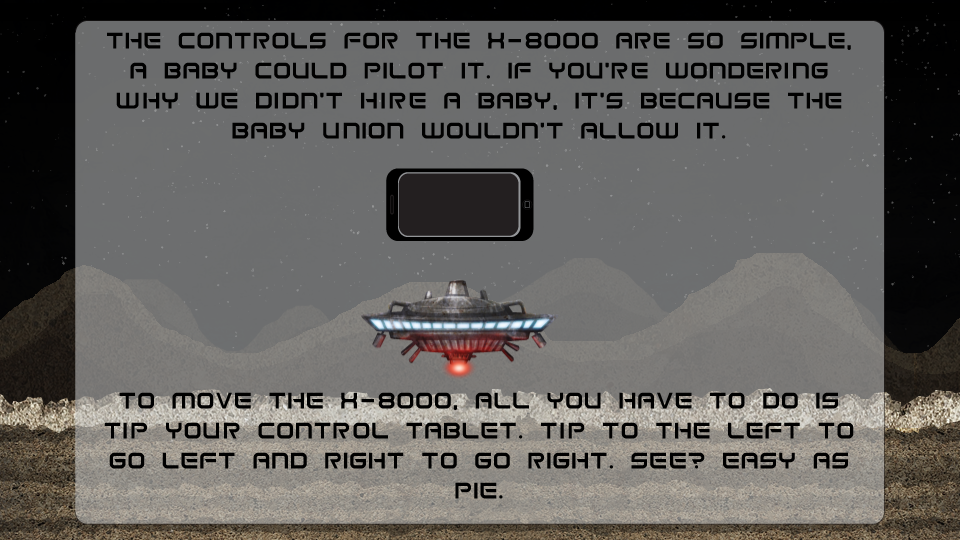 THE CONTROLS FOR THE X-8000 ARE SO SIMPLE,
A BABY COULD PILOT IT. IF YOU'RE WONDERING
WHY WE DIDN'T HIRE A BABY, IT'S BECAUSE THE
BABY UNION WOULDN'T ALLOW IT.
TO MOVE THE X-8000, ALL YOU HAVE TO DO IS
TIP YOUR CONTROL TABLET. TIP TO THE LEFT TO
GO LEFT AND RIGHT TO GO RIGHT. SEE? EASY AS
PIE.